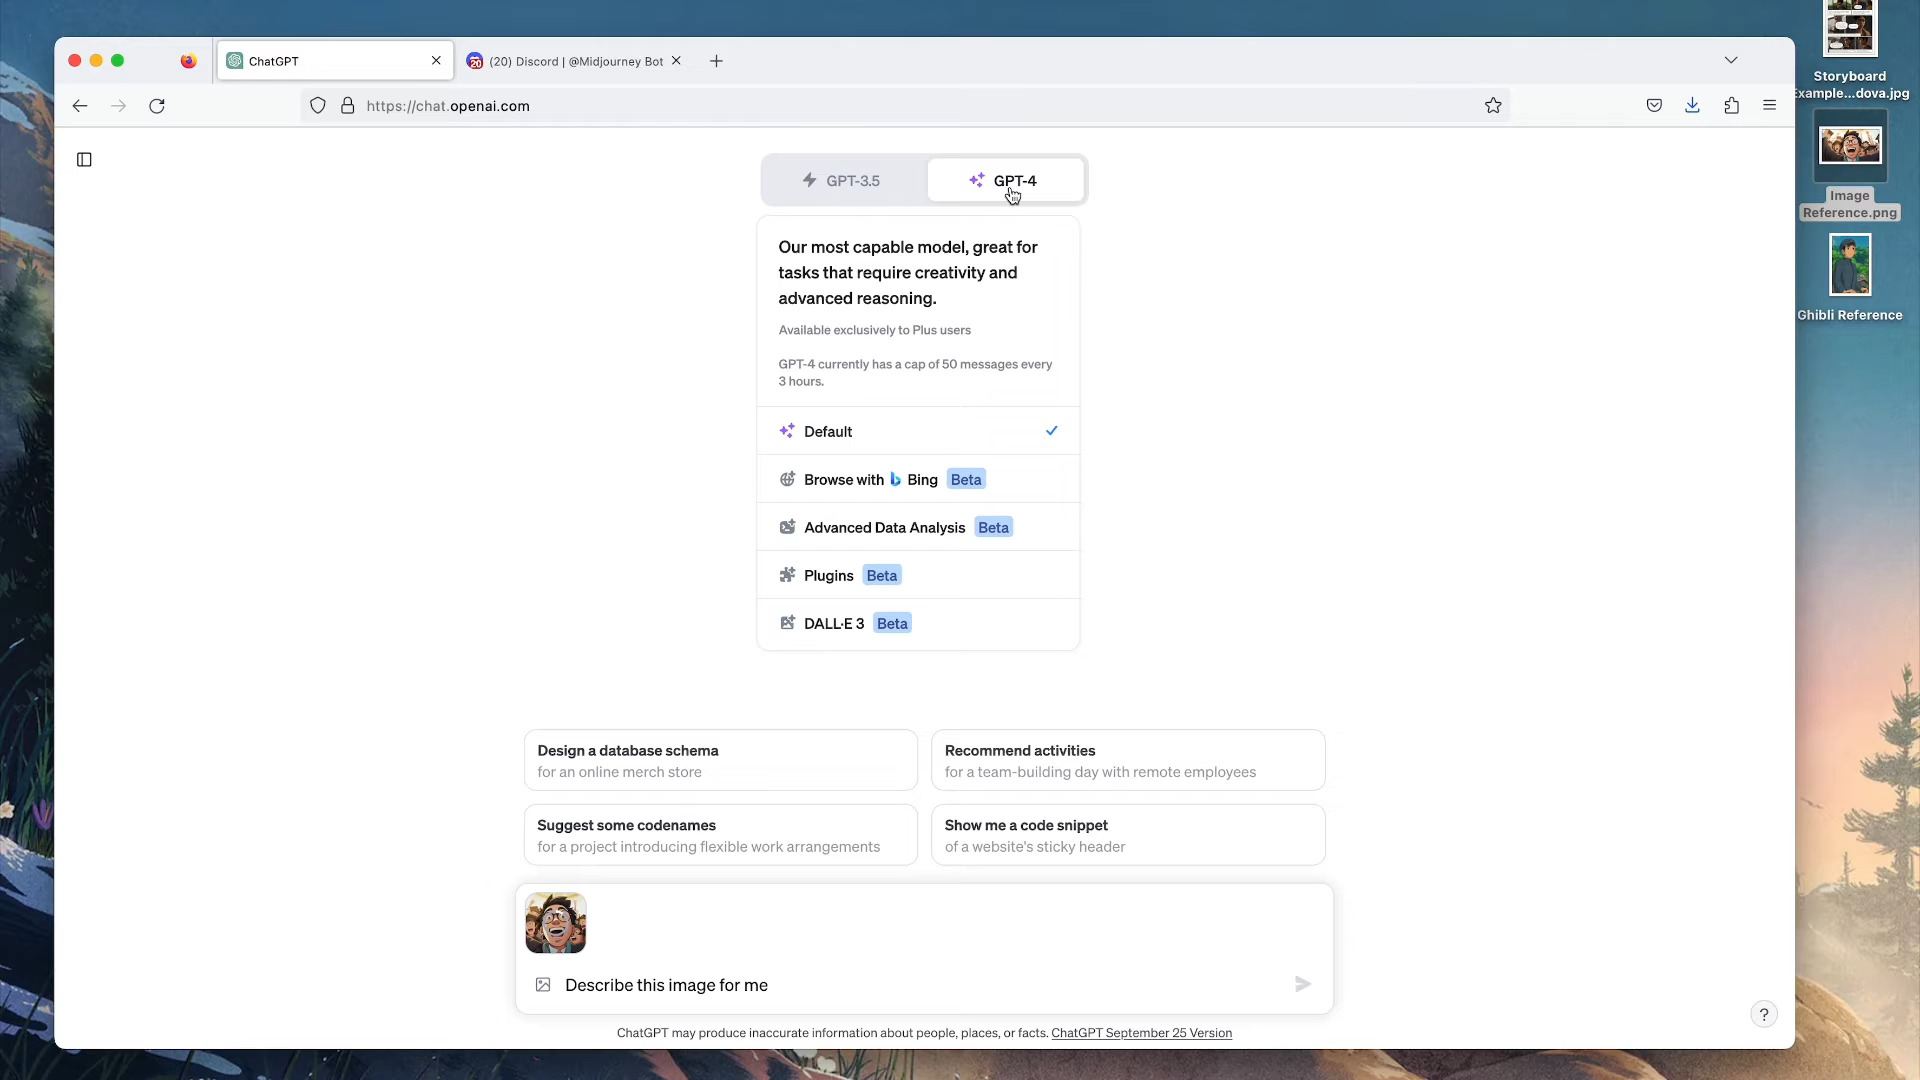 ChatGPT
(20) Discord | @Midjourney Bot
https://chat.openai.com
GPT-3.5
GPT-4
Our most capable model, great for
tasks that require creativity and
advanced reasoning.
Available exclusively to Plus users
GPT-4 currently has a cap of 50 messages every
3 hours.
Default
Browse with Bing Beta
Advanced Data Analysis Beta
Plugins Beta
DALL·E 3 Beta
Design a database schema
for an online merch store
Recommend activities
for a team-building day with remote employees
Suggest some codenames
for a project introducing flexible work arrangements
Show me a code snippet
of a website's sticky header
Describe this image for me
ChatGPT may produce inaccurate information about people, places, or facts. ChatGPT September 25 Version
?
Storyboard
Example...dova.jpg
Image
Reference.png
Ghibli Reference